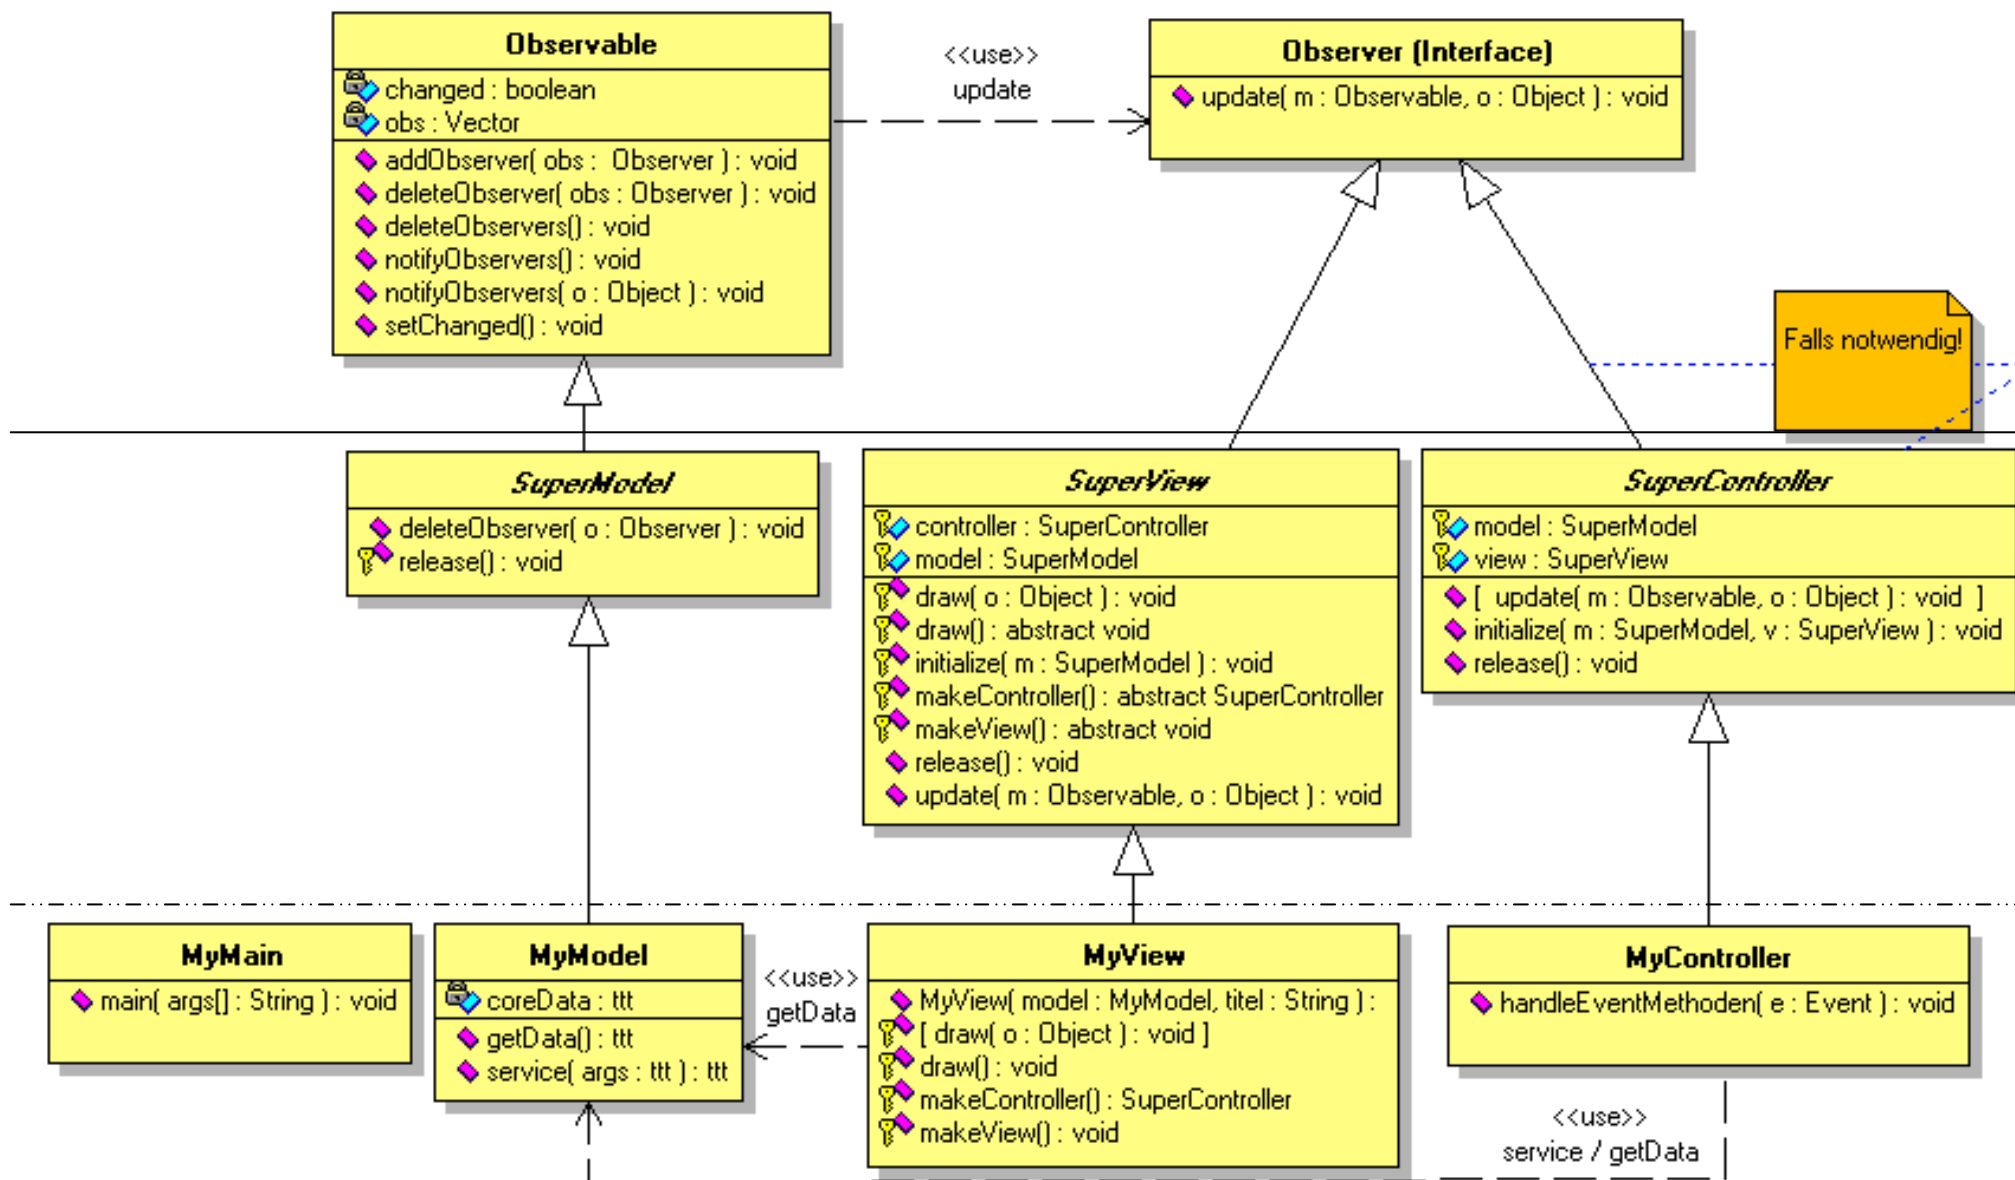 Observable
changed : boolean
obs : Vector
addObserver( obs :  Observer ) : void
deleteObserver( obs : Observer ) : void
deleteObservers() : void
notifyObservers() : void
notifyObservers( o : Object ) : void
setChanged() : void
<<use>>
update
Observer (Interface)
update( m : Observable, o : Object ) : void
Falls notwendig!
SuperModel
deleteObserver( o : Observer ) : void
release() : void
SuperView
controller : SuperController
model : SuperModel
draw( o : Object ) : void
draw() : abstract void
initialize( m : SuperModel ) : void
makeController() : abstract SuperController
makeView() : abstract void
release() : void
update( m : Observable, o : Object ) : void
SuperController
model : SuperModel
view : SuperView
[  update( m : Observable, o : Object ) : void  ]
initialize( m : SuperModel, v : SuperView ) : void
release() : void
MyMain
main( args[] : String ) : void
MyModel
coreData : ttt
getData() : ttt
service( args : ttt ) : ttt
<<use>>
getData
MyView
MyView( model : MyModel, titel : String ) :
[ draw( o : Object ) : void ]
draw() : void
makeController() : SuperController
makeView() : void
MyController
handleEventMethoden( e : Event ) : void
<<use>>
service / getData